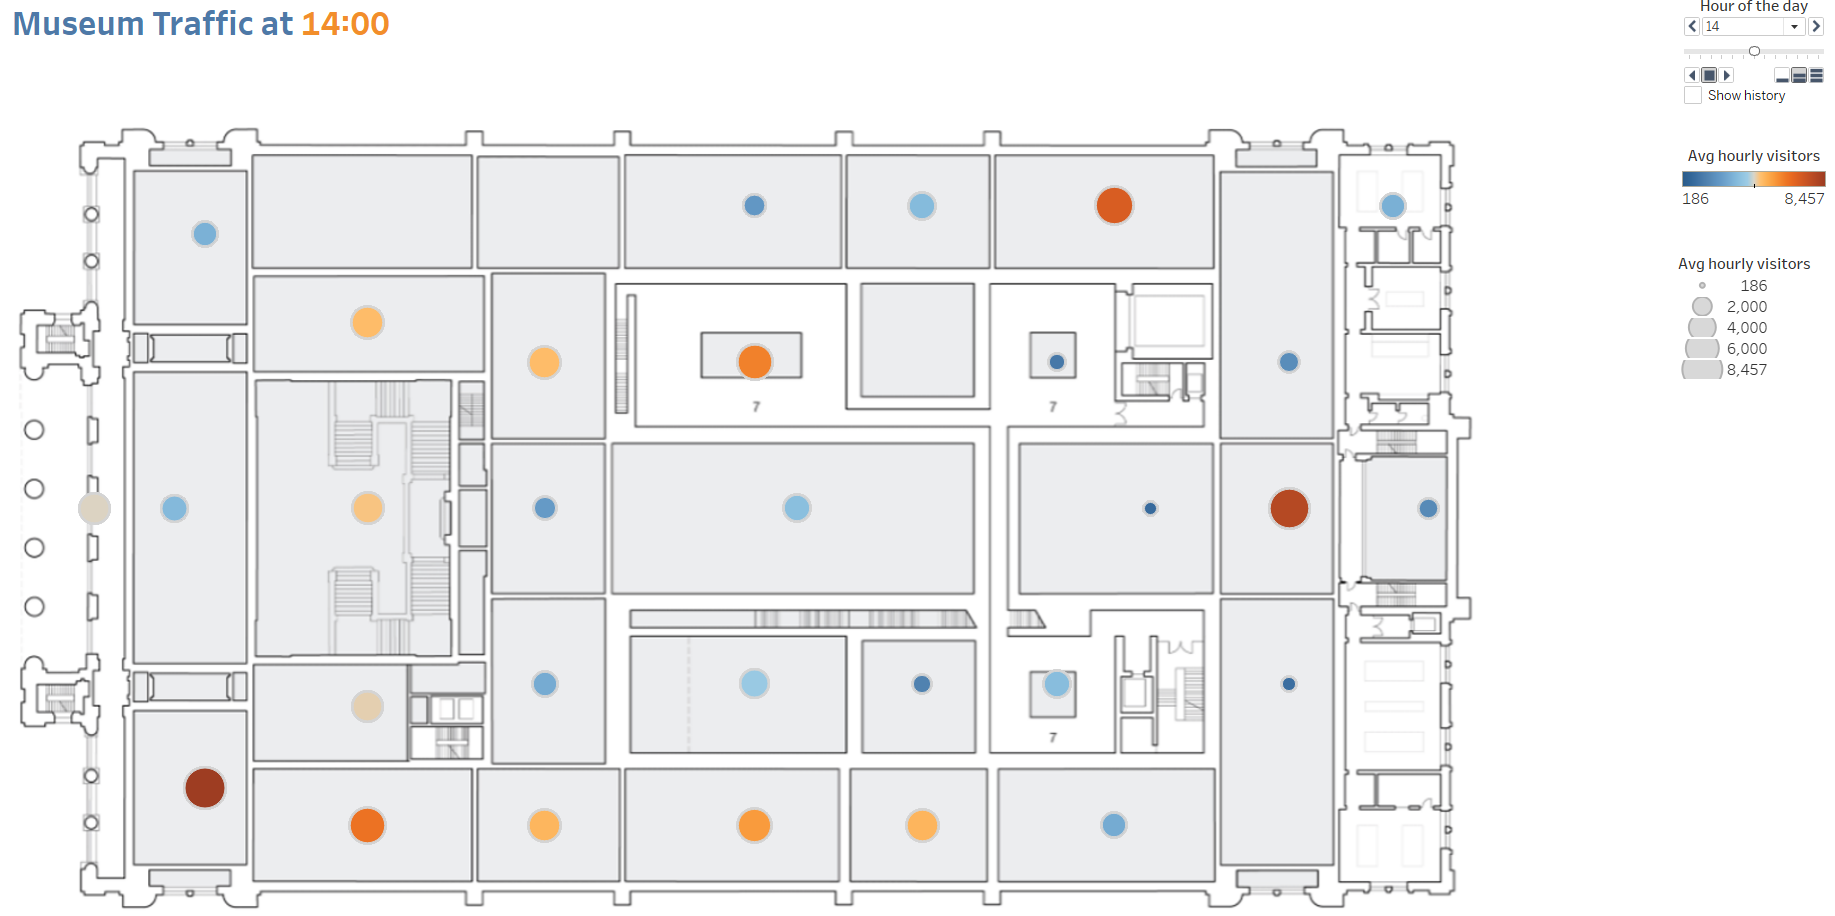 Museum Traffic at 14:00
Hour of the day
14
Show history
Avg hourly visitors
186 8,457
Avg hourly visitors
186
2,000
4,000
6,000
8,457
7
7
7